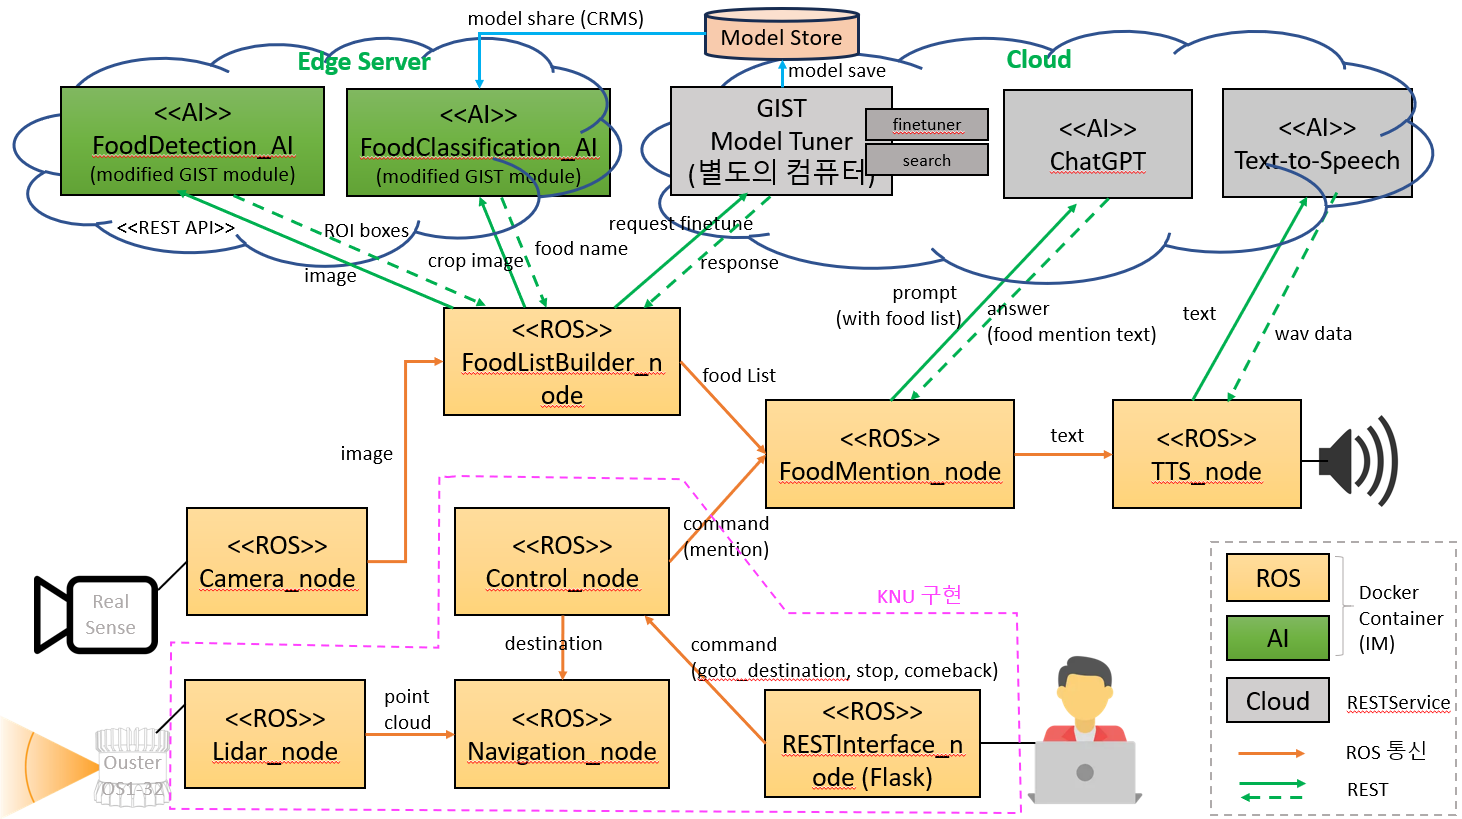 model share (CRMS)
Model Store
model save
Edge Server
Cloud
<<AI>>
FoodDetection_AI
(modified GIST module)
<<AI>>
FoodClassification_AI
(modified GIST module)
GIST
Model Tuner
(별도의 컴퓨터)
finetuner
search
<<AI>>
ChatGPT
<<AI>>
Text-to-Speech
<<REST API>>
ROI boxes
image
crop image
food name
request finetune
response
prompt
(with food list)
answer
(food mention text)
text
wav data
<<ROS>>
FoodListBuilder_n
ode
food List
image
<<ROS>>
FoodMention_node
text
<<ROS>>
TTS_node
<<ROS>>
Camera_node
Real
Sense
<<ROS>>
Control_node
command
(mention)
KNU 구현
destination
command
(goto_destination, stop, comeback)
<<ROS>>
Lidar_node
Ouster
OS1-32
point
cloud
<<ROS>>
Navigation_node
<<ROS>>
RESTInterface_n
ode (Flask)
ROS
AI
Docker
Container
(IM)
Cloud
RESTService
ROS 통신
REST